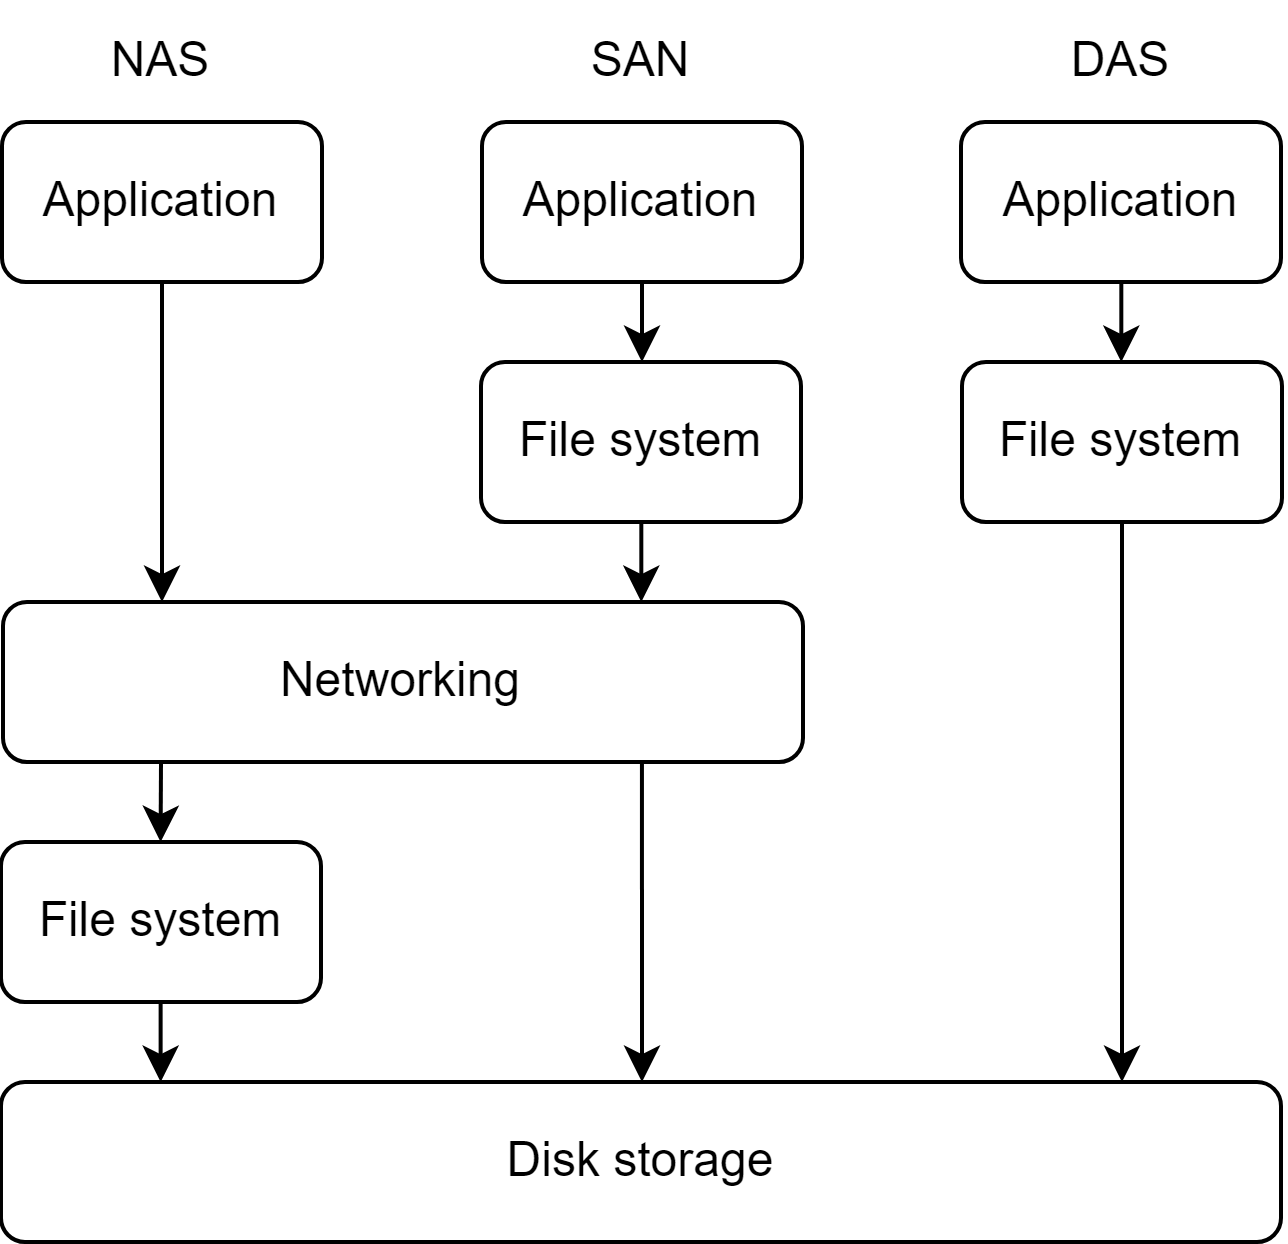 NAS
SAN
DAS
Application
Application
Application
File system
File system
Networking
File system
Disk storage